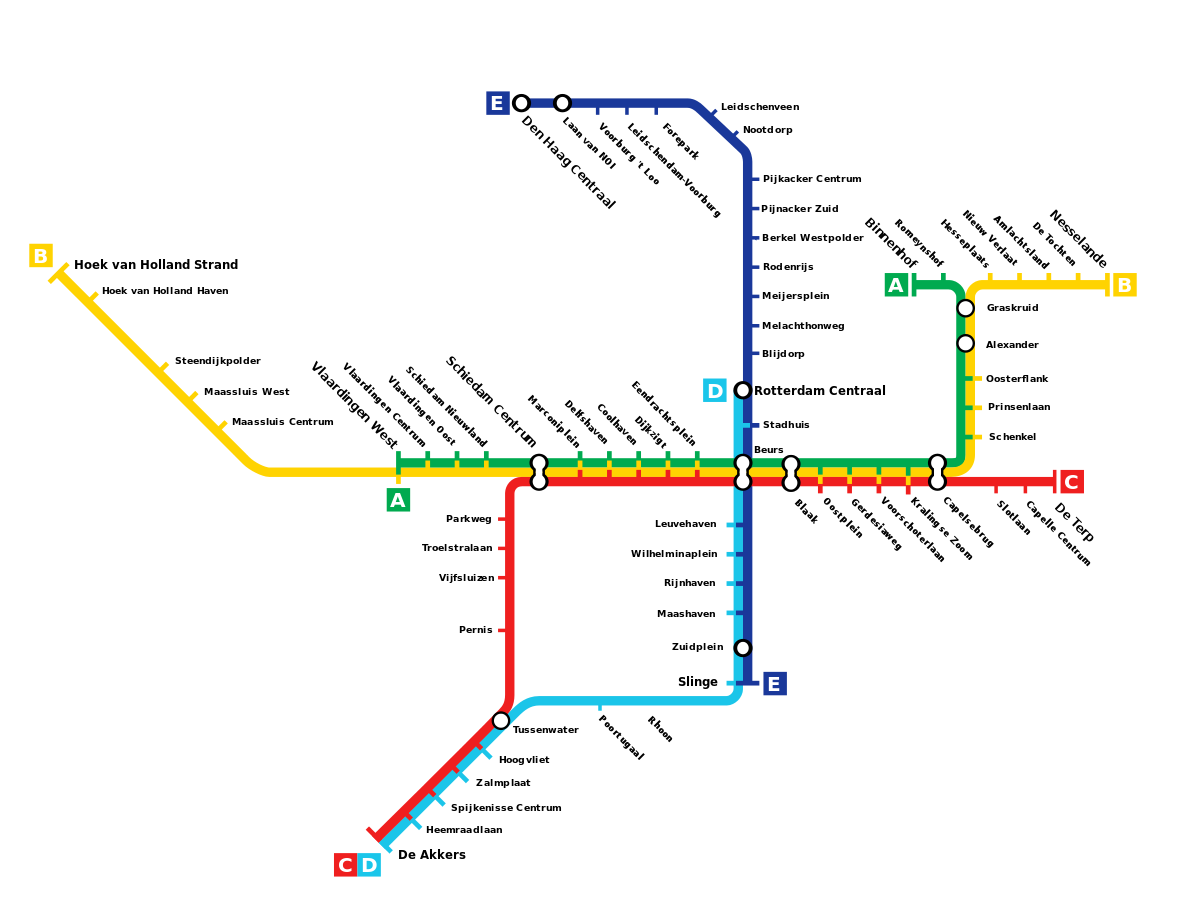 E
Den Haag Centraal
Laan van NOI
Voorburg 't Loo
Leidschendam-Voorburg
Forepark
Leidschenveen
Nootdorp
Pijkacker Centrum
Pijnacker Zuid
Berkel Westpolder
Rodenrijs
Meijersplein
Melachthonweg
Blijdorp
D
Rotterdam Centraal
Stadhuis
Beurs
B
Hoek van Holland Strand
Hoek van Holland Haven
Steendijkpolder
Maassluis West
Maassluis Centrum
Vlaardingen West
Vlaardingen Centrum
Vlaardingen Oost
Schiedam Nieuwland
Schiedam Centrum
Marconiplein
Delfshaven
Coolhaven
Dijkzigt
Eendrachtsplein
A
Binnenhof
Romeynshof
A
Hesseplaats
Nieuw Verlaat
Amlachtsland
De Tochten
Nesselande
B
Graskruid
Alexander
Oosterflank
Prinsenlaan
Schenkel
C
Blaak
Oostplein
Gerdesiaweg
Voorschoterlaan
Kralingse Zoom
Capelsebrug
Slotlaan
Capelle Centrum
De Terp
Parkweg
Troelstralaan
Vijfsluizen
Pernis
Leuvehaven
Wilhelminaplein
Rijnhaven
Maashaven
Zuidplein
Slinge
E
Poortugaal
Rhoon
Tussenwater
Hoogvliet
Zalmplaat
Spijkenisse Centrum
Heemraadlaan
De Akkers
C D